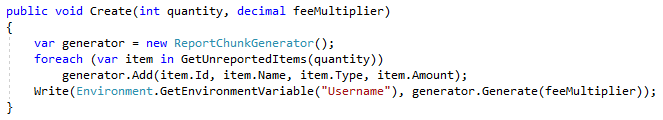 public void Create(int quantity, decimal feeMultiplier)
{
    var generator = new ReportChunkGenerator();
    foreach (var item in GetUnreportedItems(quantity))
        generator.Add(item.Id, item.Name, item.Type, item.Amount);
    Write(Environment.GetEnvironmentVariable("Username"), generator.Generate(feeMultiplier));
}